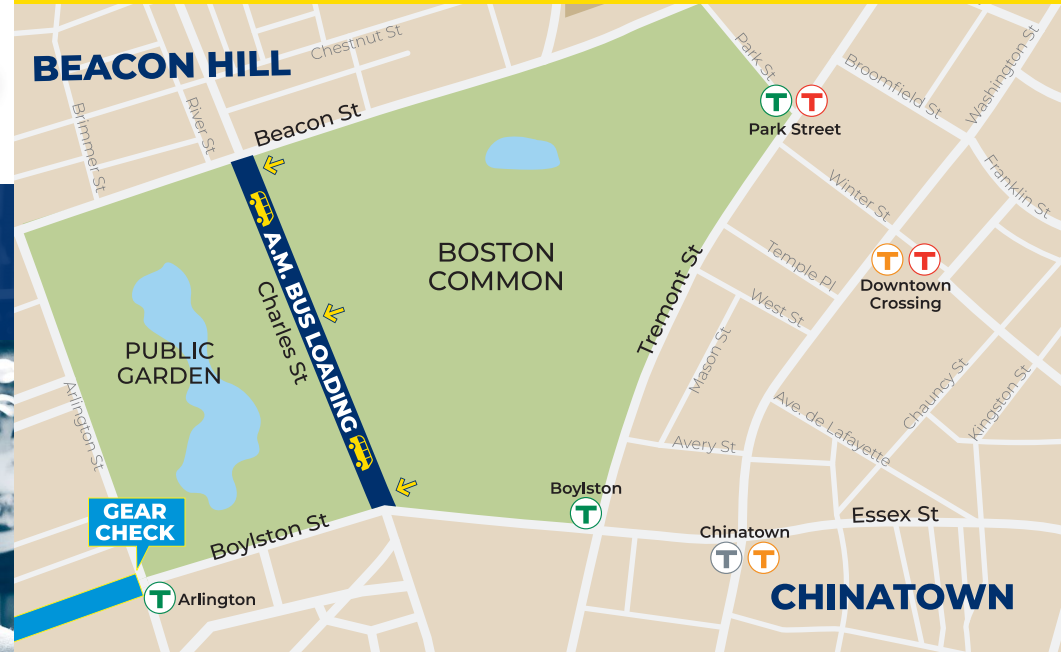 BEACON HILL
Chestnut St
Brimmer St
River St
Beacon St
Park St
T T
Park Street
Broomfield St
Washington St
Franklin St
Winter St
Temple Pl
West St
T T
Downtown
Crossing
BOSTON
COMMON
Tremont St
Mason St
A.M. BUS LOADING
Charles St
PUBLIC
GARDEN
Arlington St
Chauncy St
Kingston St
Ave. de Lafayette
Avery St
Boylston
T
Essex St
Chinatown
T T
CHINATOWN
GEAR
CHECK
Boylston St
T Arlington